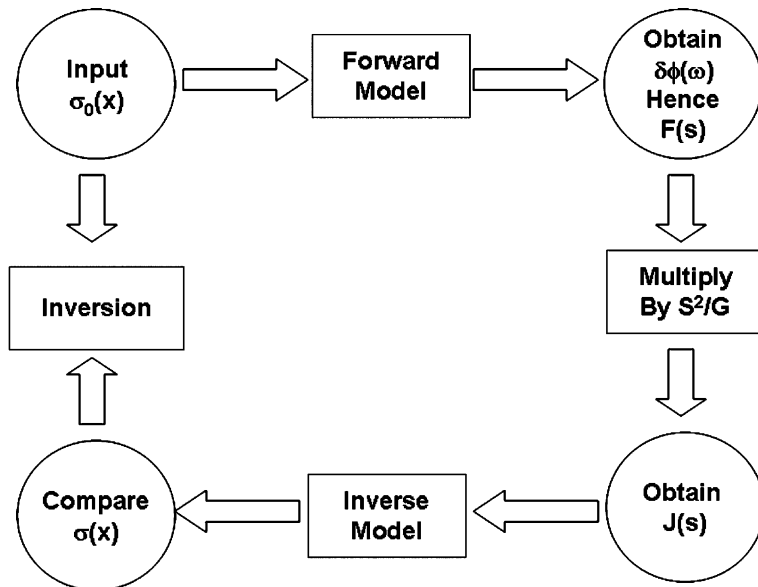 Input
σ₀(x)
Forward
Model
Obtain
δϕ(ω)
Hence
F(s)
Inversion
Multiply
By S²/G
Compare
σ(x)
Inverse
Model
Obtain
J(s)